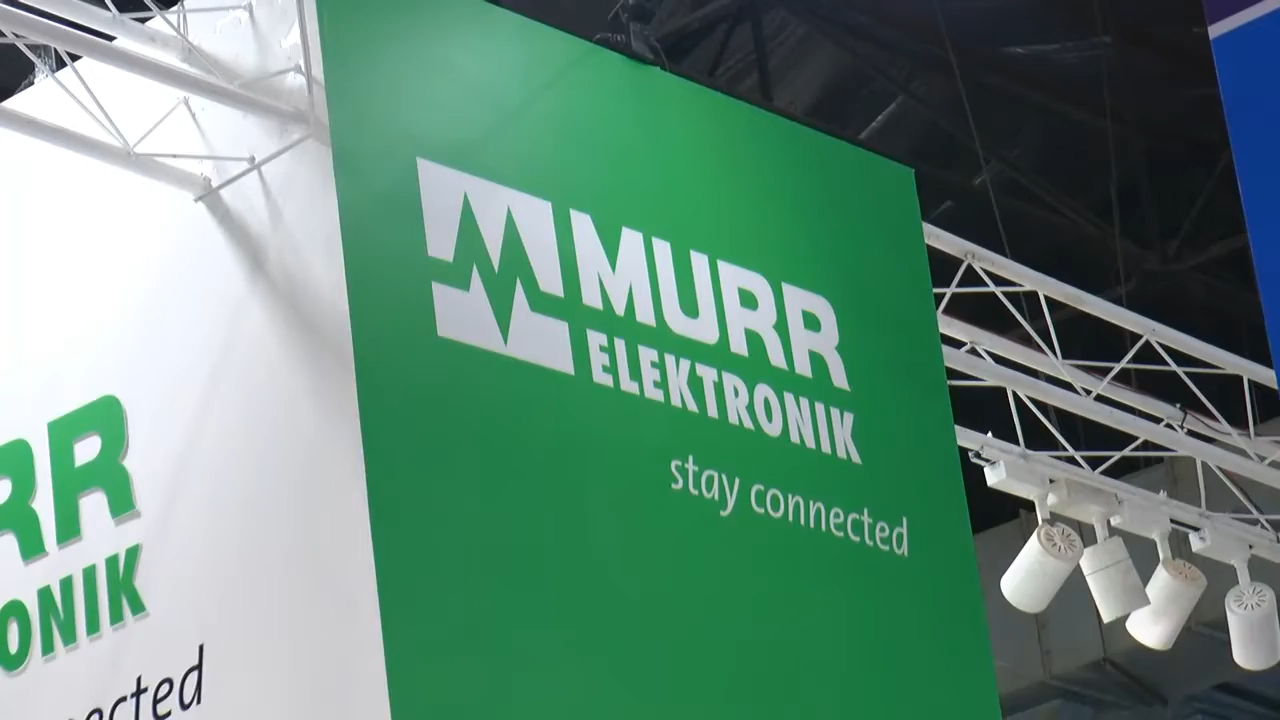 MURR
ELEKTRONIK
stay connected
RR
ONIK
nected